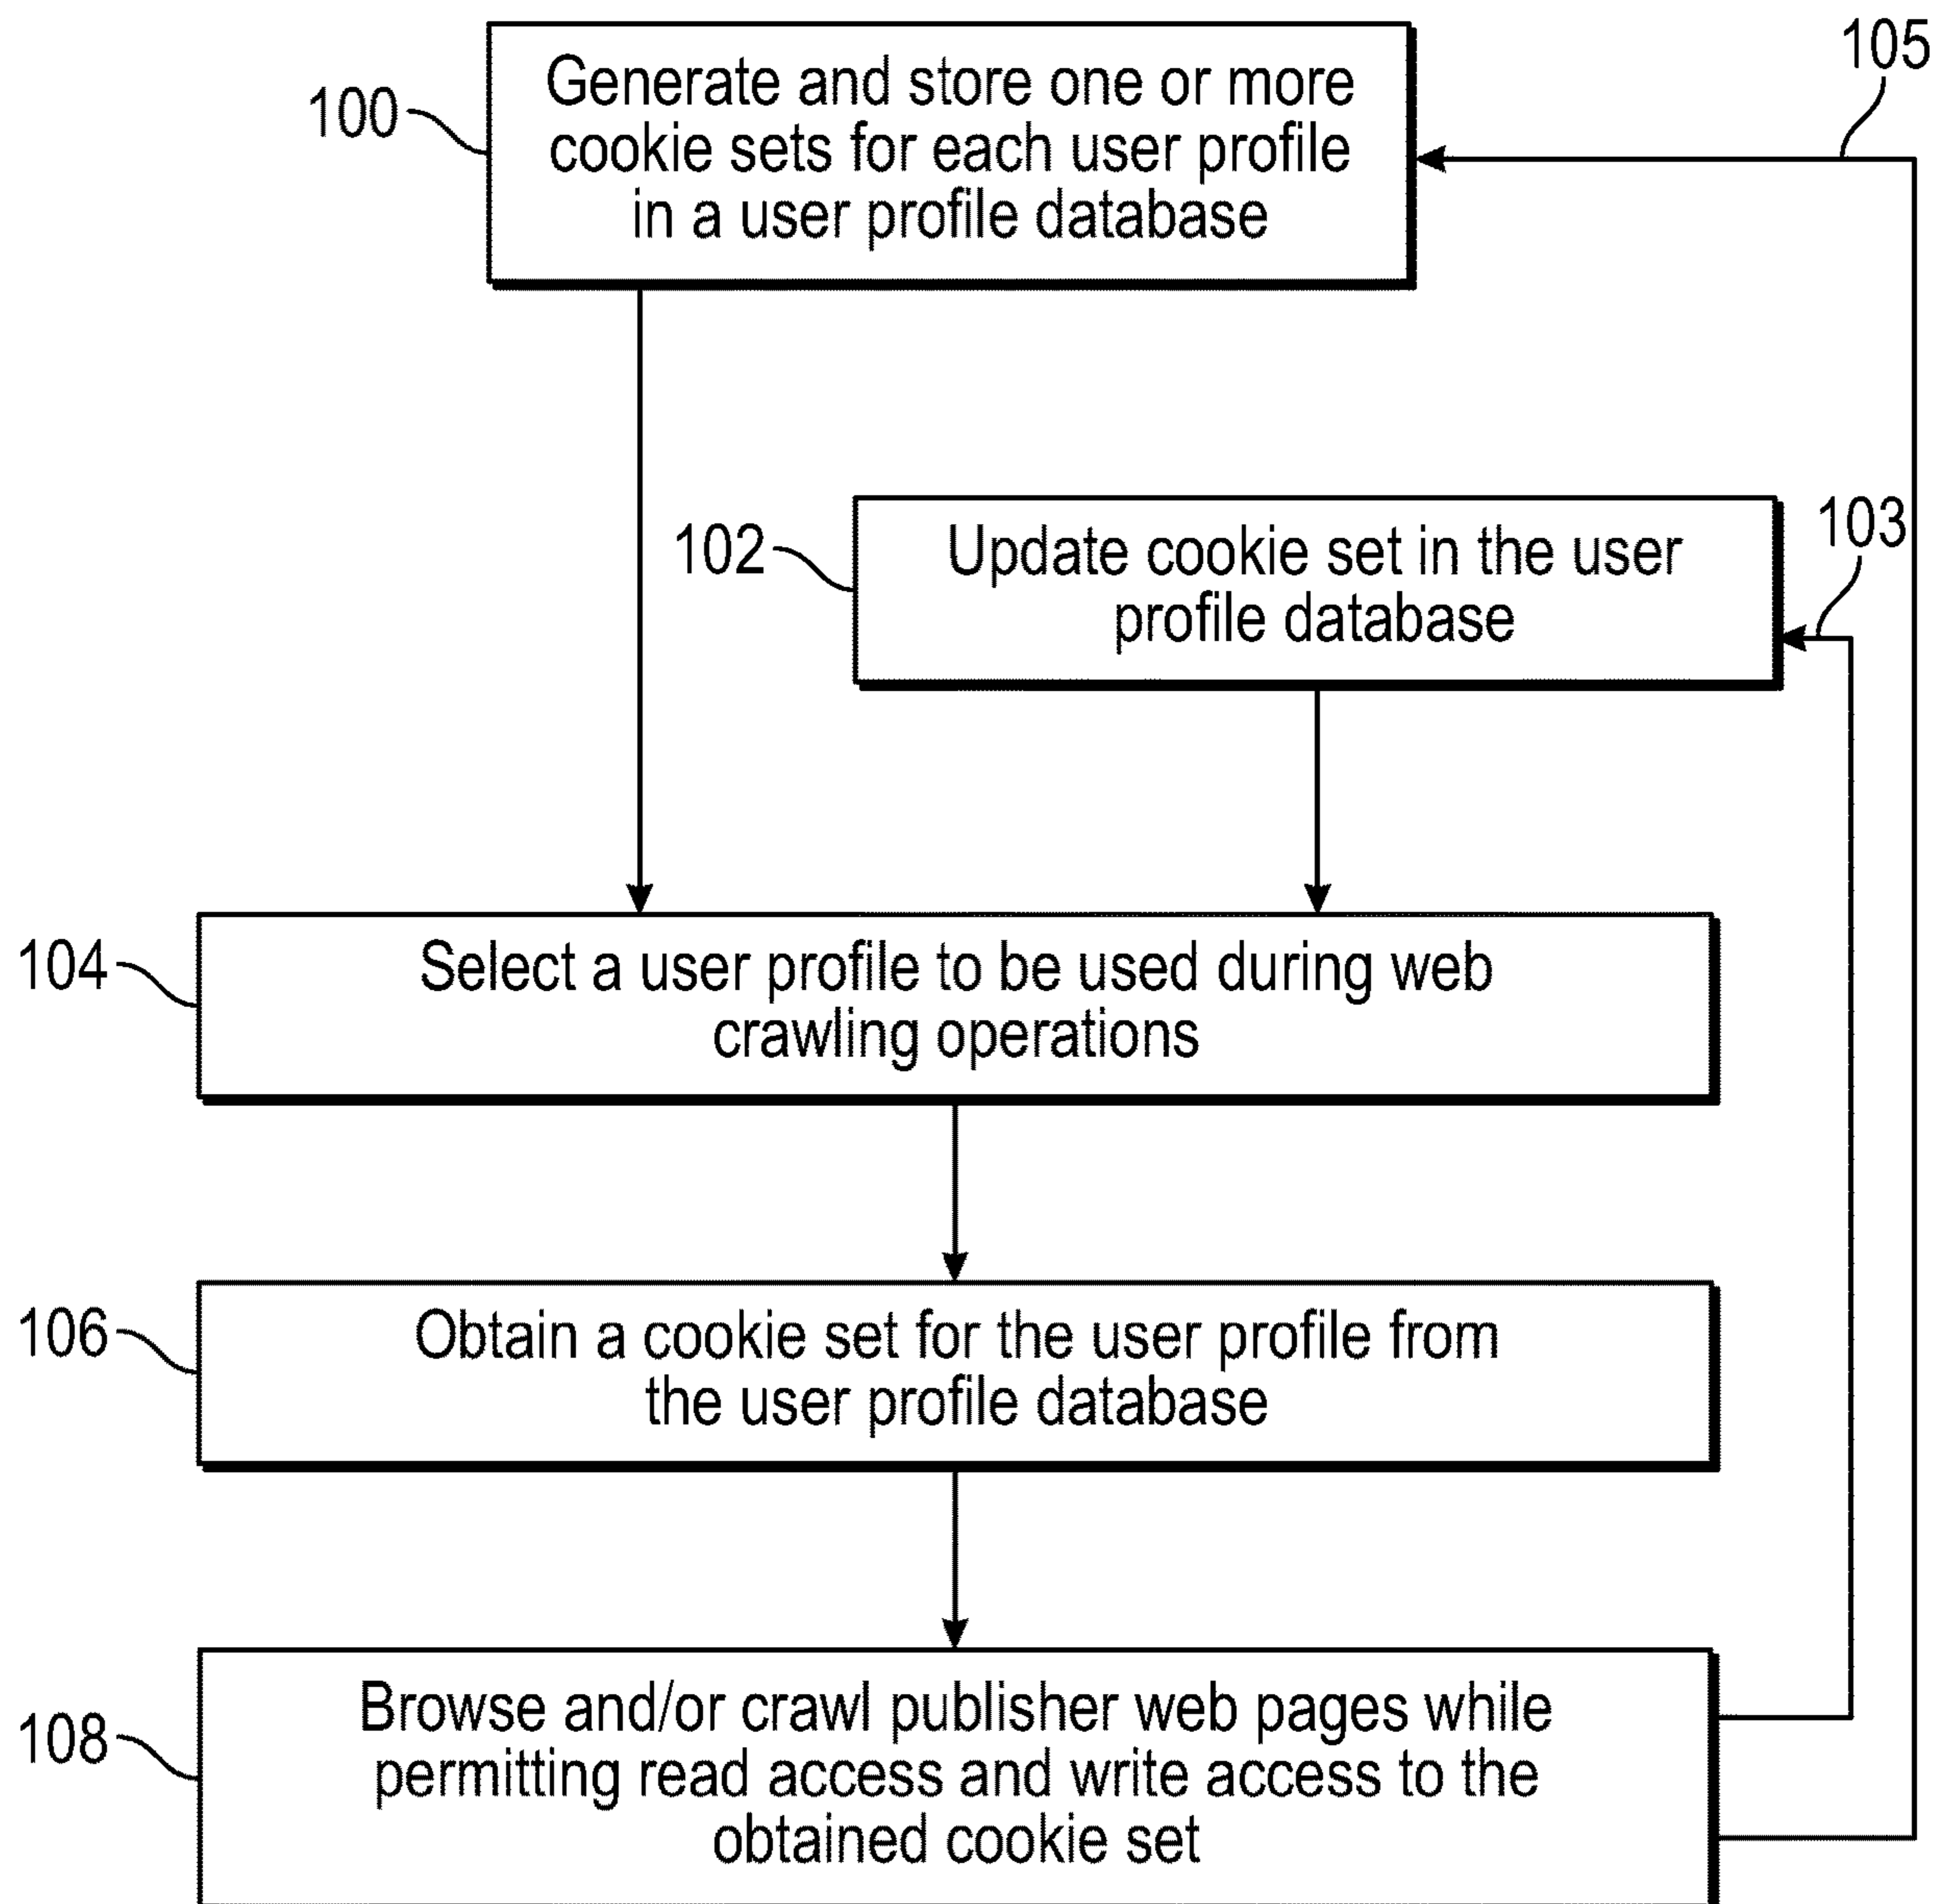 105
100
Generate and store one or more
cookie sets for each user profile
in a user profile database
103
102
Update cookie set in the user
profile database
104
Select a user profile to be used during web
crawling operations
106
Obtain a cookie set for the user profile from
the user profile database
108
Browse and/or crawl publisher web pages while
permitting read access and write access to the
obtained cookie set